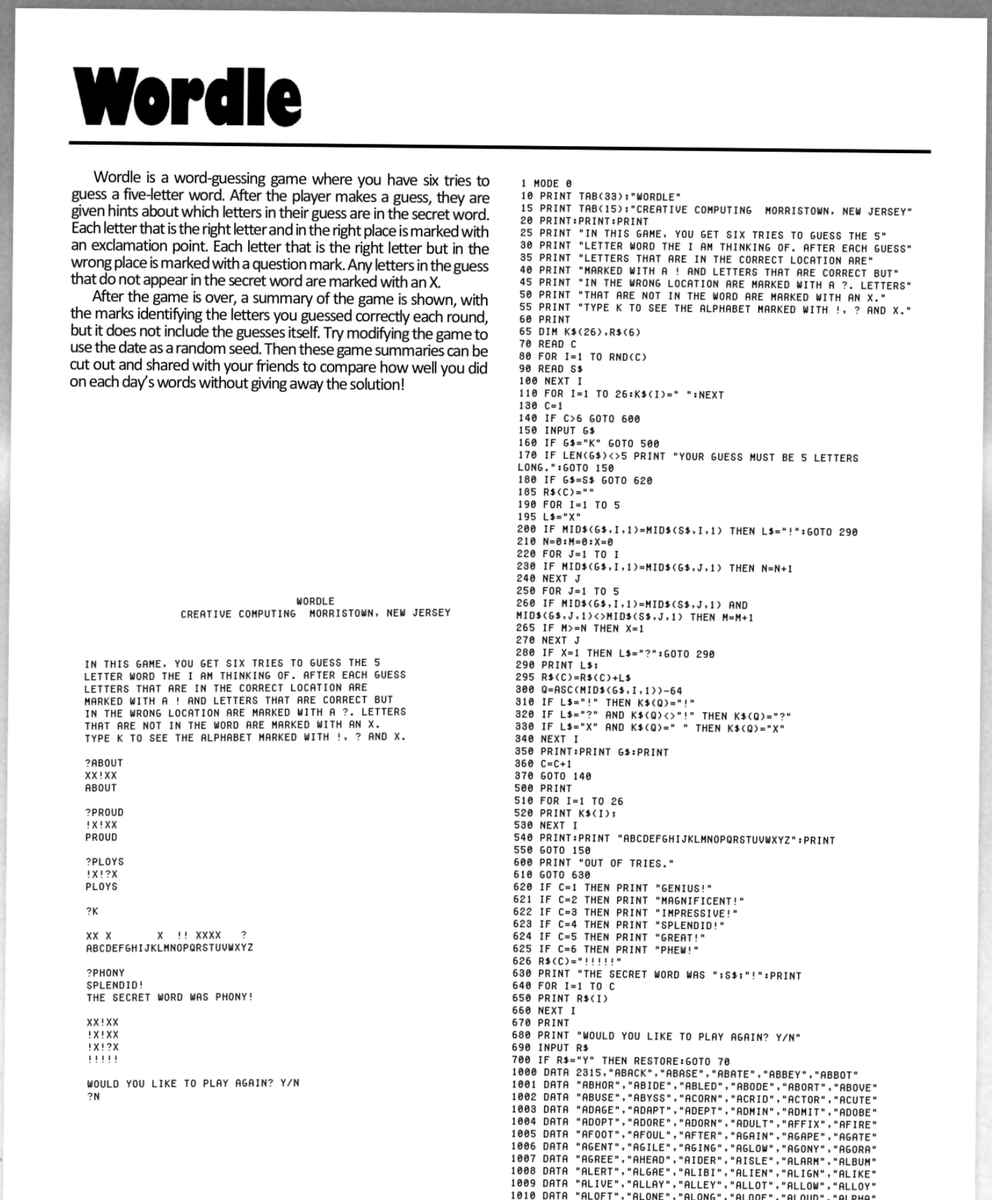 Wordle
Wordle is a word-guessing game where you have six tries to
guess a five-letter word. After the player makes a guess, they are
given hints about which letters in their guess are in the secret word.
Each letter that is the right letter and in the right place is marked with
an exclamation point. Each letter that is the right letter but in the
wrong place is marked with a question mark. Any letters in the guess
that do not appear in the secret word are marked with an X.
After the game is over, a summary of the game is shown, with
the marks identifying the letters you guessed correctly each round,
but it does not include the guesses itself. Try modifying the game to
use the date as a random seed. Then these game summaries can be
cut out and shared with your friends to compare how well you did
on each day's words without giving away the solution!
WORDLE
CREATIVE COMPUTING  MORRISTOWN, NEW JERSEY
IN THIS GAME, YOU GET SIX TRIES TO GUESS THE 5
LETTER WORD THE I AM THINKING OF. AFTER EACH GUESS
LETTERS THAT ARE IN THE CORRECT LOCATION ARE
MARKED WITH A ! AND LETTERS THAT ARE CORRECT BUT
IN THE WRONG LOCATION ARE MARKED WITH A ?. LETTERS
THAT ARE NOT IN THE WORD ARE MARKED WITH AN X.
TYPE K TO SEE THE ALPHABET MARKED WITH !, ? AND X.
?ABOUT
XX!XX
ABOUT
?PROUD
!X!XX
PROUD
?PLOYS
!X!?X
PLOYS
?K
XX X       X  !! XXXX   ?
ABCDEFGHIJKLMNOPQRSTUVWXYZ
?PHONY
SPLENDID!
THE SECRET WORD WAS PHONY!
XX!XX
!X!XX
!X!?X
!!!!!
WOULD YOU LIKE TO PLAY AGAIN? Y/N
?N
1 MODE 0
10 PRINT TAB(33);"WORDLE"
15 PRINT TAB(15);"CREATIVE COMPUTING  MORRISTOWN, NEW JERSEY"
20 PRINT:PRINT:PRINT
25 PRINT "IN THIS GAME, YOU GET SIX TRIES TO GUESS THE 5"
30 PRINT "LETTER WORD THE I AM THINKING OF. AFTER EACH GUESS"
35 PRINT "LETTERS THAT ARE IN THE CORRECT LOCATION ARE"
40 PRINT "MARKED WITH A ! AND LETTERS THAT ARE CORRECT BUT"
45 PRINT "IN THE WRONG LOCATION ARE MARKED WITH A ?. LETTERS"
50 PRINT "THAT ARE NOT IN THE WORD ARE MARKED WITH AN X."
55 PRINT "TYPE K TO SEE THE ALPHABET MARKED WITH !, ? AND X."
60 PRINT
65 DIM K$(26),R$(6)
70 READ C
80 FOR I=1 TO RND(C)
90 READ S$
100 NEXT I
110 FOR I=1 TO 26:K$(I)=" ":NEXT
130 C=1
140 IF C>6 GOTO 600
150 INPUT G$
160 IF G$="K" GOTO 500
170 IF LEN(G$)<>5 PRINT "YOUR GUESS MUST BE 5 LETTERS
LONG.":GOTO 150
180 IF G$=S$ GOTO 620
185 R$(C)=""
190 FOR I=1 TO 5
195 L$="X"
200 IF MID$(G$,I,1)=MID$(S$,I,1) THEN L$="!":GOTO 290
210 N=0:M=0:X=0
220 FOR J=1 TO I
230 IF MID$(G$,I,1)=MID$(G$,J,1) THEN N=N+1
240 NEXT J
250 FOR J=1 TO 5
260 IF MID$(G$,I,1)=MID$(S$,J,1) AND
MID$(G$,J,1)<>MID$(S$,J,1) THEN M=M+1
265 IF M>=N THEN X=1
270 NEXT J
280 IF X=1 THEN L$="?":GOTO 290
290 PRINT L$;
295 R$(C)=R$(C)+L$
300 Q=ASC(MID$(G$,I,1))-64
310 IF L$="!" THEN K$(Q)="!"
320 IF L$="?" AND K$(Q)<>"!" THEN K$(Q)="?"
330 IF L$="X" AND K$(Q)=" " THEN K$(Q)="X"
340 NEXT I
350 PRINT:PRINT G$:PRINT
360 C=C+1
370 GOTO 140
500 PRINT
510 FOR I=1 TO 26
520 PRINT K$(I);
530 NEXT I
540 PRINT:PRINT "ABCDEFGHIJKLMNOPQRSTUVWXYZ":PRINT
550 GOTO 150
600 PRINT "OUT OF TRIES."
610 GOTO 630
620 IF C=1 THEN PRINT "GENIUS!"
621 IF C=2 THEN PRINT "MAGNIFICENT!"
622 IF C=3 THEN PRINT "IMPRESSIVE!"
623 IF C=4 THEN PRINT "SPLENDID!"
624 IF C=5 THEN PRINT "GREAT!"
625 IF C=6 THEN PRINT "PHEW!"
626 R$(C)="!!!!!"
630 PRINT "THE SECRET WORD WAS ";S$;"!":PRINT
640 FOR I=1 TO C
650 PRINT R$(I)
660 NEXT I
670 PRINT
680 PRINT "WOULD YOU LIKE TO PLAY AGAIN? Y/N"
690 INPUT R$
700 IF R$="Y" THEN RESTORE:GOTO 70
1000 DATA 2315,"ABACK","ABASE","ABATE","ABBEY","ABBOT"
1001 DATA "ABHOR","ABIDE","ABLED","ABODE","ABORT","ABOVE"
1002 DATA "ABUSE","ABYSS","ACORN","ACRID","ACTOR","ACUTE"
1003 DATA "ADAGE","ADAPT","ADEPT","ADMIN","ADMIT","ADOBE"
1004 DATA "ADOPT","ADORE","ADORN","ADULT","AFFIX","AFIRE"
1005 DATA "AFOOT","AFOUL","AFTER","AGAIN","AGAPE","AGATE"
1006 DATA "AGENT","AGILE","AGING","AGLOW","AGONY","AGORA"
1007 DATA "AGREE","AHEAD","AIDER","AISLE","ALARM","ALBUM"
1008 DATA "ALERT","ALGAE","ALIBI","ALIEN","ALIGN","ALIKE"
1009 DATA "ALIVE","ALLAY","ALLEY","ALLOT","ALLOW","ALLOY"
1010 DATA "ALOFT","ALONE","ALONG","ALOOF","ALOUD","ALPHA"